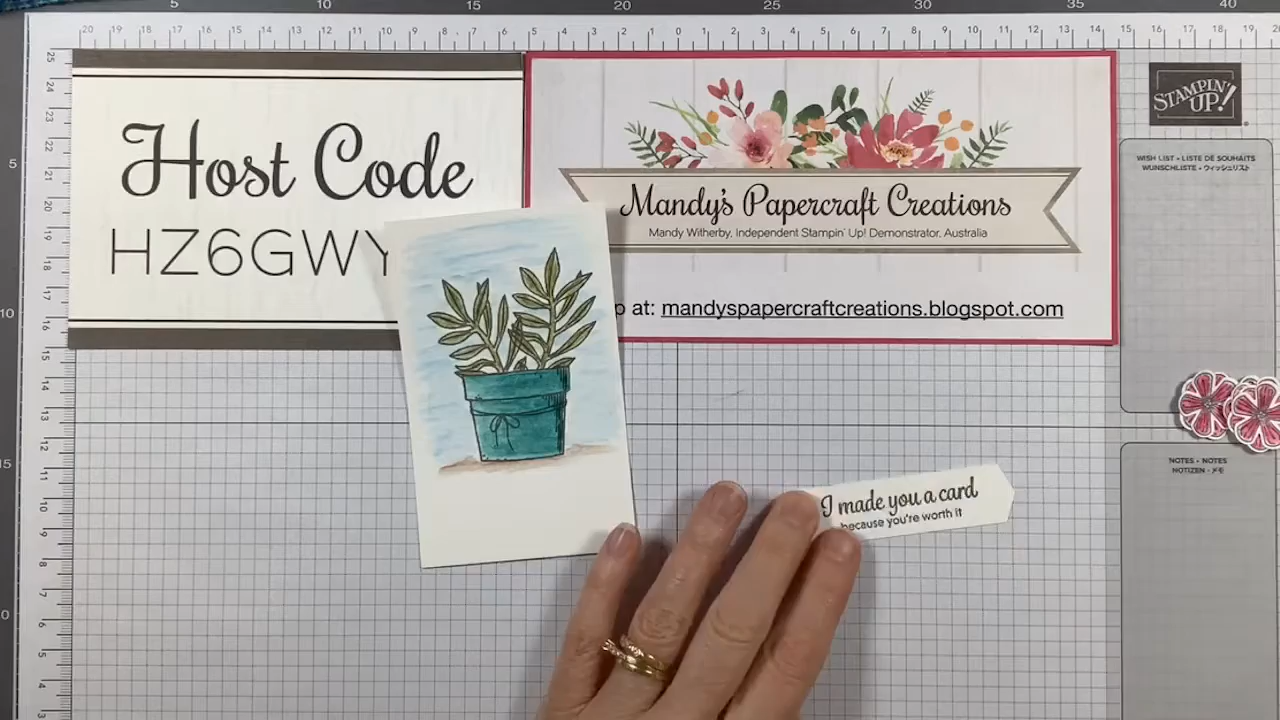 Host Code
HZ6GWY
Mandy's Papercraft Creations
Mandy Witherby, Independent Stampin' Up! Demonstrator, Australia
at: mandyspapercraftcreations.blogspot.com
I made you a card
because you're worth it
STAMPIN' UP!
WISH LIST • LISTE DE SOUHAITS
WUNSCHLISTE • ウィッシュリスト
NOTES • NOTES
NOTIZEN • メモ